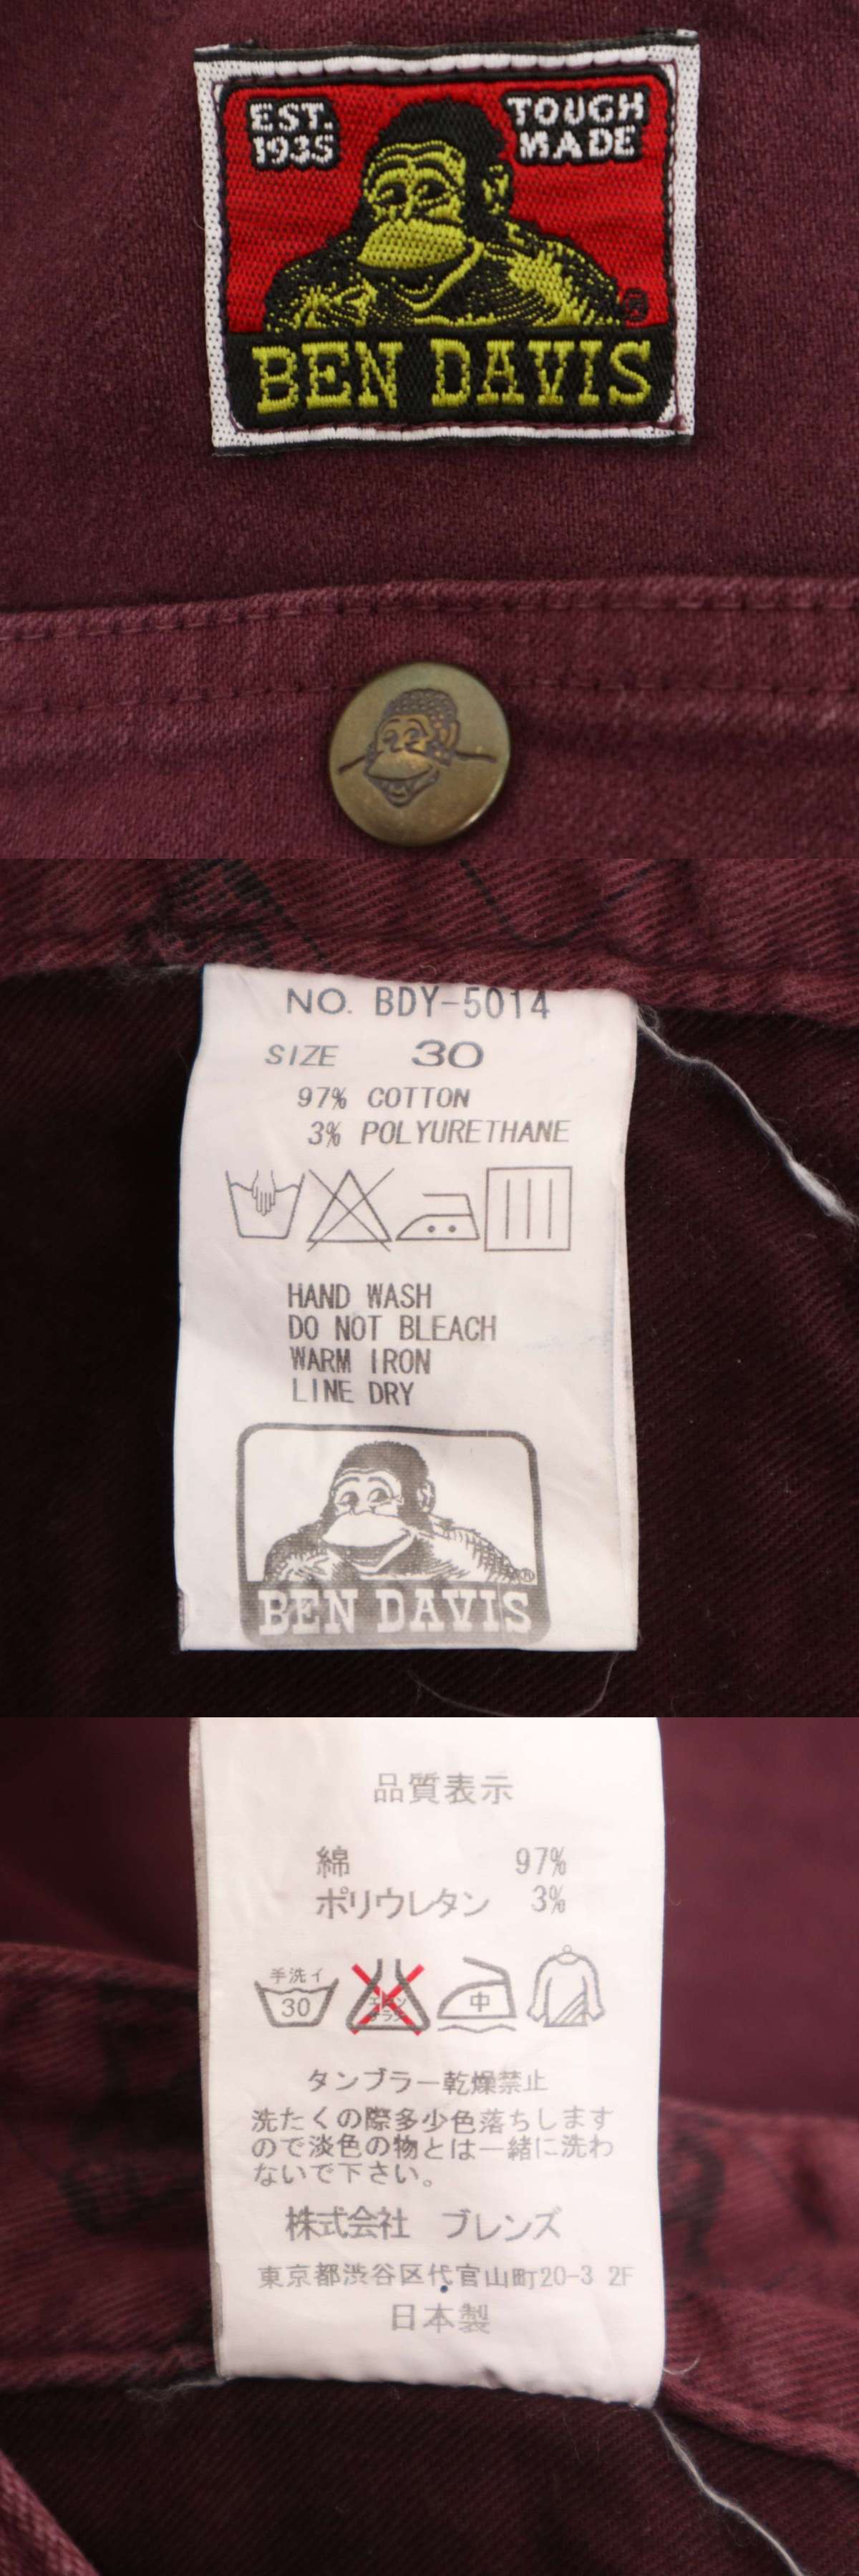 EST. 1935
TOUGH MADE
BEN DAVIS
NO. BDY-5014
SIZE 30
97% COTTON
3% POLYURETHANE
HAND WASH
DO NOT BLEACH
WARM IRON
LINE DRY
BEN DAVIS
品質表示
綿 97%
ポリウレタン 3%
手洗イ
30
中
タンブラー乾燥禁止
洗たくの際多少色落ちします
ので淡色の物とは一緒に洗わ
ないで下さい。
株式会社 ブレンズ
東京都渋谷区代官山町20-3 2F
日本製